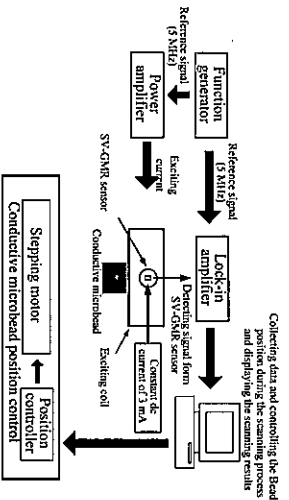 Function
generator
Reference signal
(5 MHz)
Power
amplifier
Reference signal
(5 MHz)
Lock-in
amplifier
Exciting
current
SV-GMR sensor
Conductive microbead
Exciting coil
Detecting signal form
SV-GMR sensor
Constant dc
current of 3 mA
Collecting data and controlling the Bead
position during the scanning process
and displaying the scanning results
Position
controller
Stepping motor
Conductive microbead position control